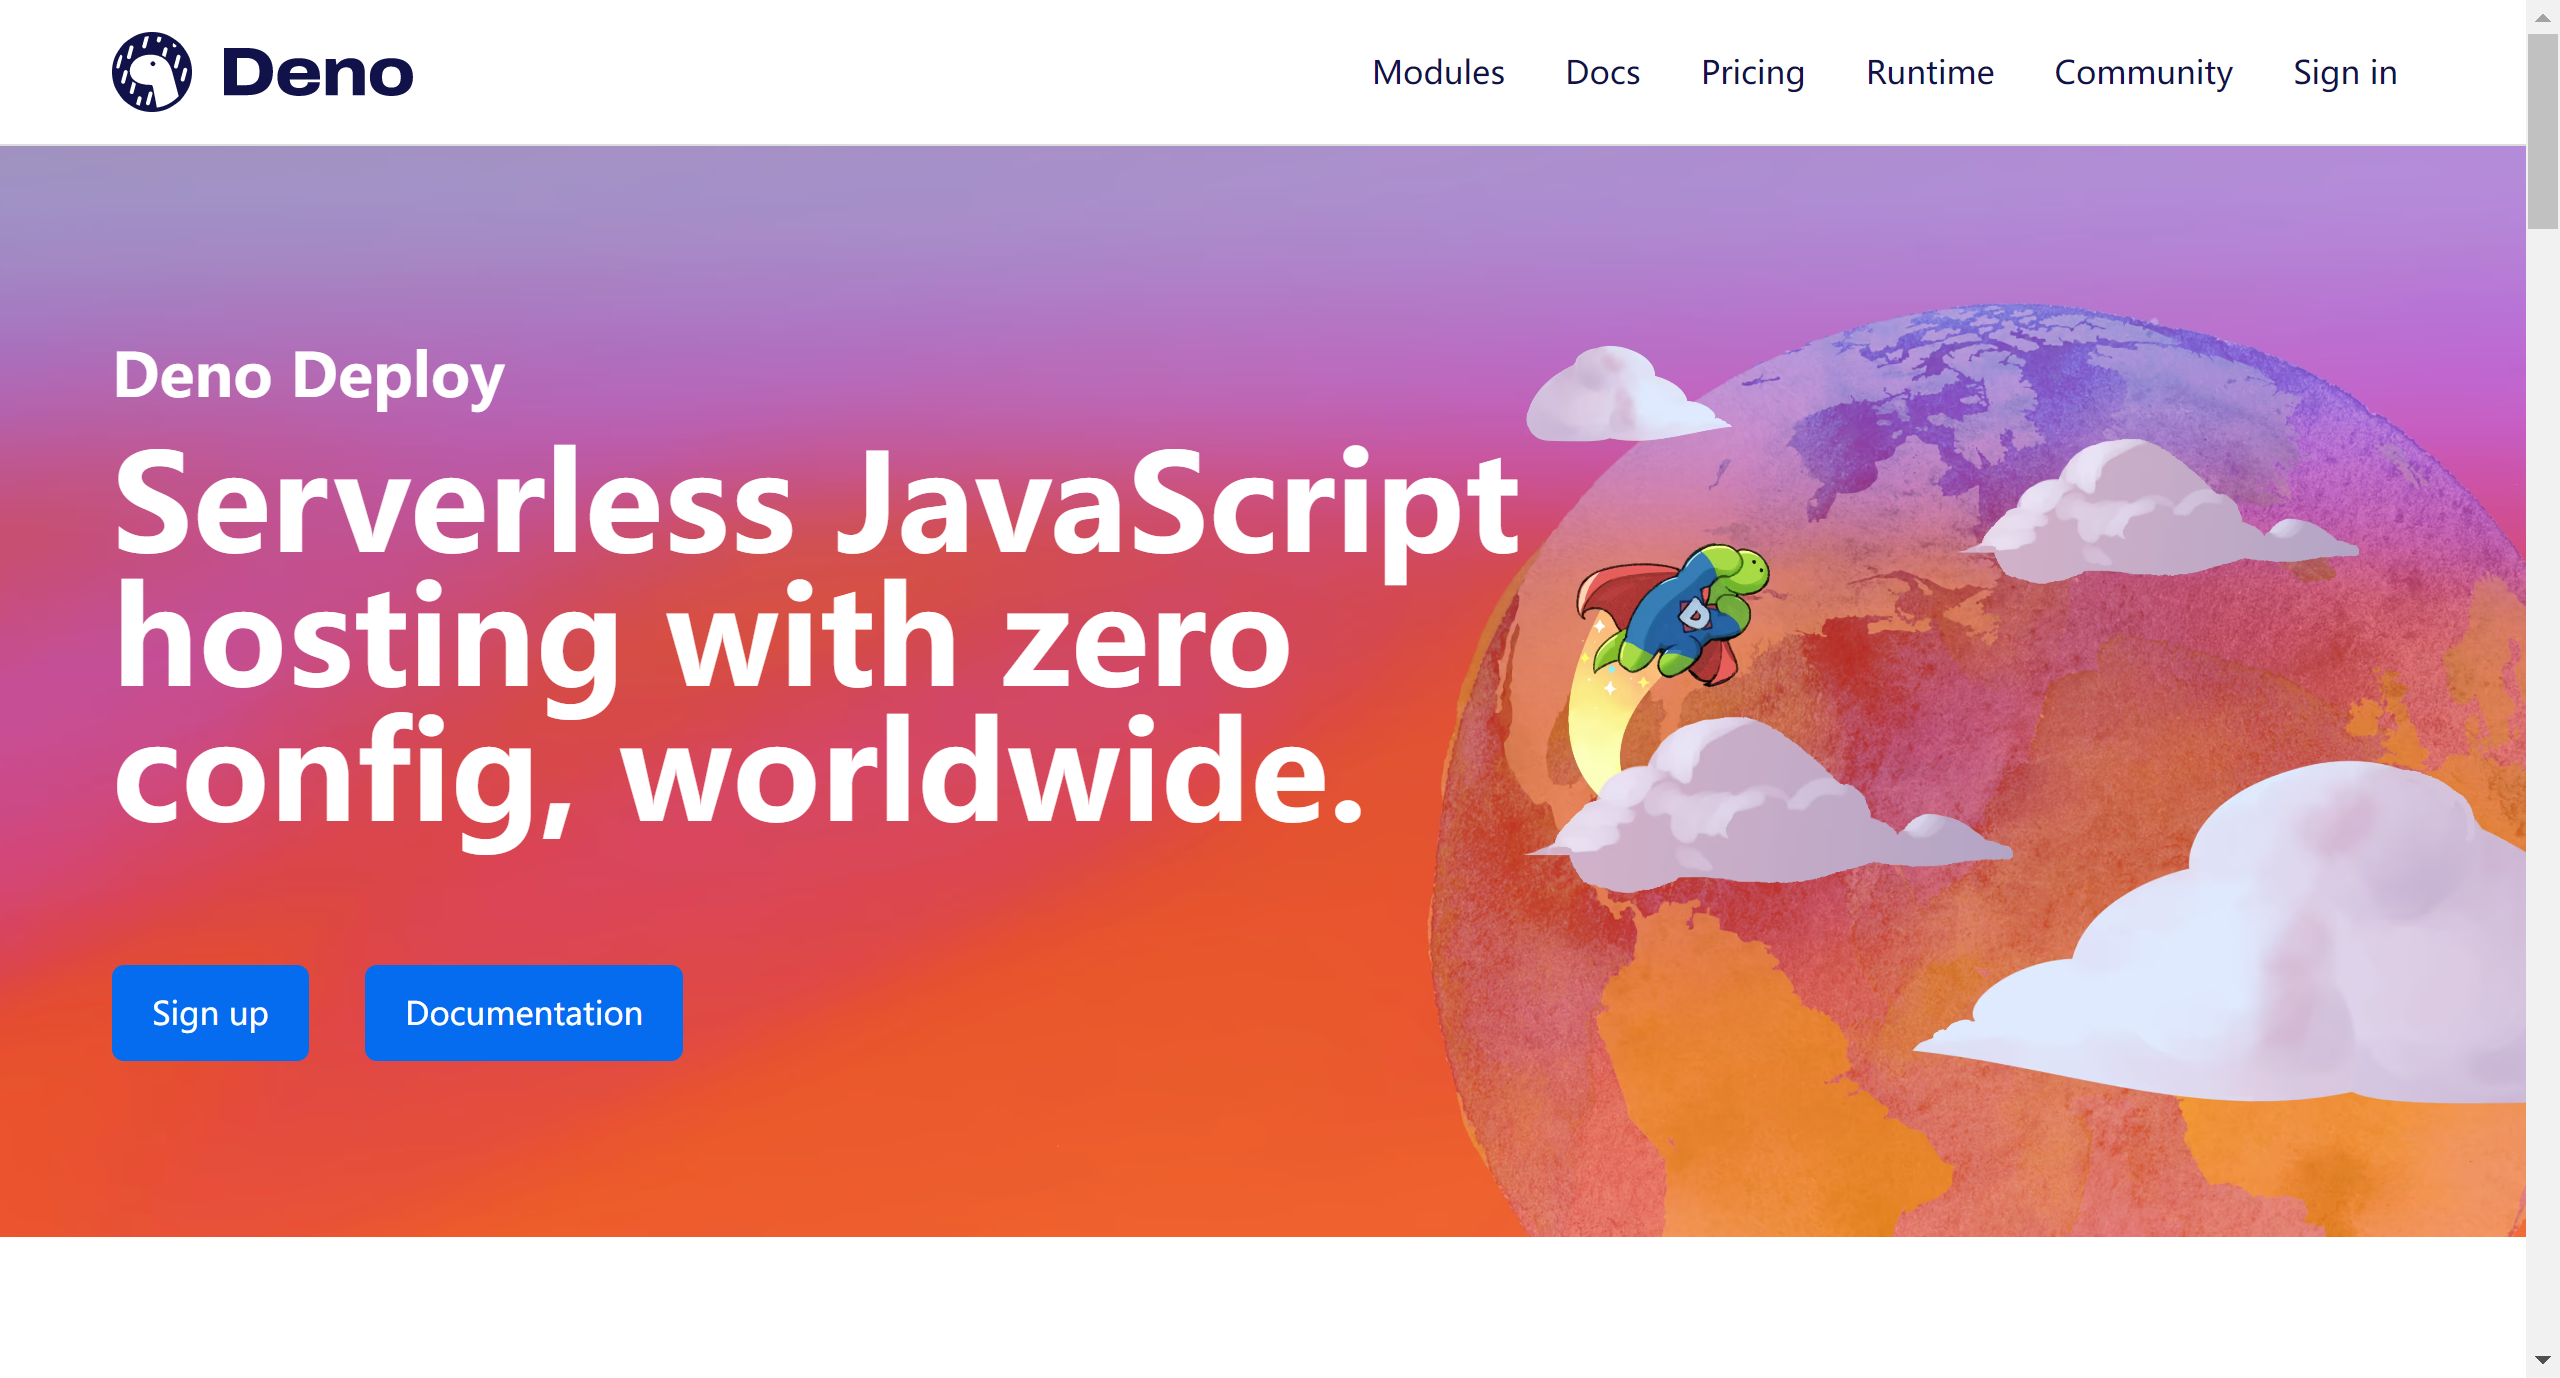 Deno
Modules Docs Pricing Runtime Community Sign in
Deno Deploy
Serverless JavaScript
hosting with zero
config, worldwide.
D
Sign up Documentation